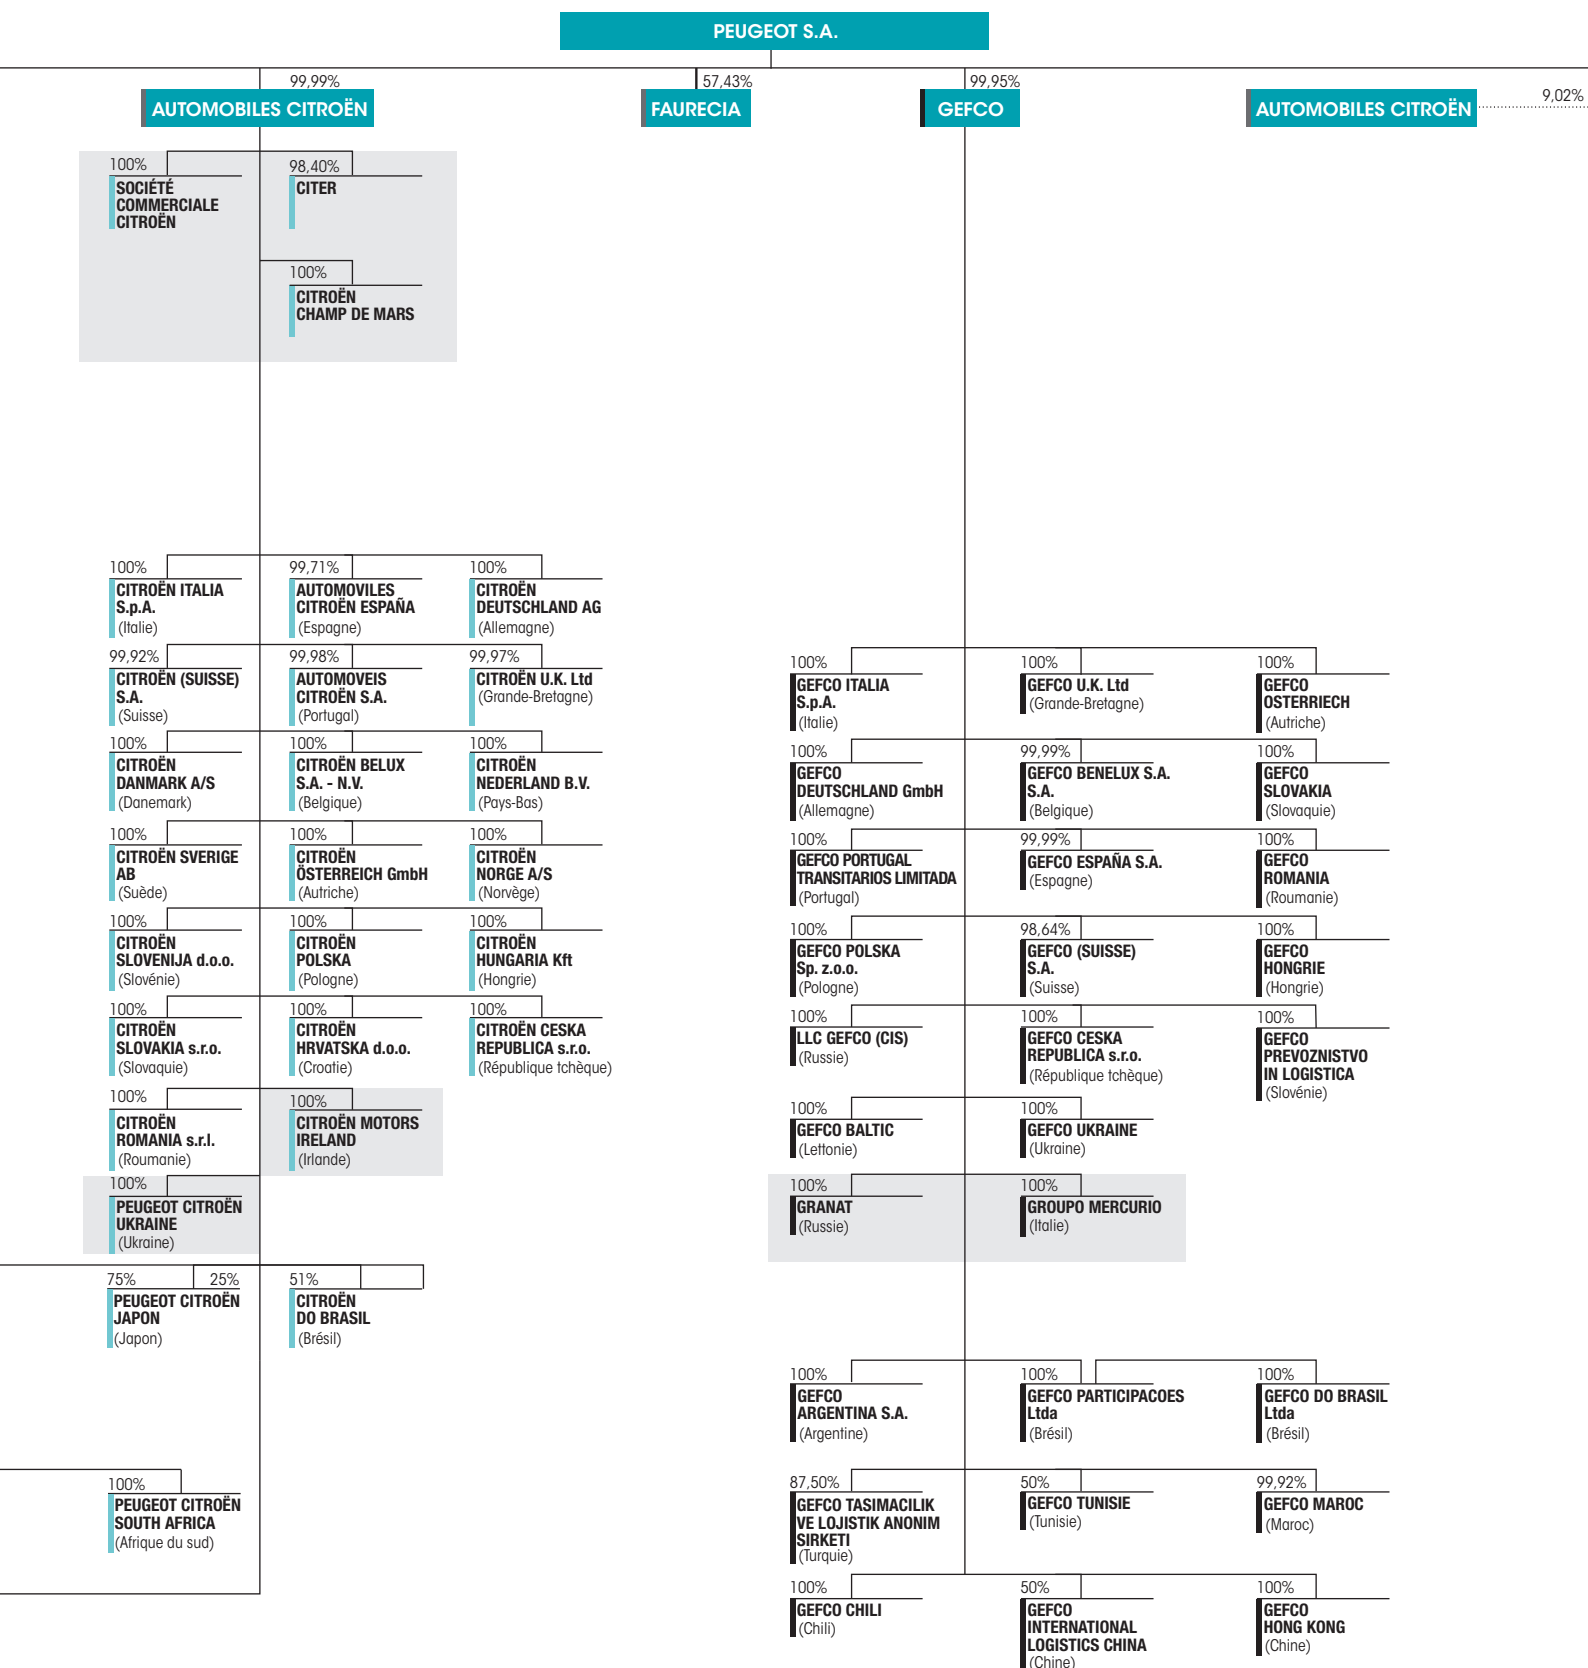 PEUGEOT S.A.
99,99%
AUTOMOBILES CITROËN
57,43%
FAURECIA
99,95%
GEFCO
AUTOMOBILES CITROËN
9,02%
100%
SOCIÉTÉ
COMMERCIALE
CITROËN
98,40%
CITER
100%
CITROËN
CHAMP DE MARS
100%
CITROËN ITALIA
S.p.A.
(Italie)
99,71%
AUTOMOVILES
CITROËN ESPAÑA
(Espagne)
100%
CITROËN
DEUTSCHLAND AG
(Allemagne)
99,92%
CITROËN (SUISSE)
S.A.
(Suisse)
99,98%
AUTOMOVEIS
CITROËN S.A.
(Portugal)
99,97%
CITROËN U.K. Ltd
(Grande-Bretagne)
100%
CITROËN
DANMARK A/S
(Danemark)
100%
CITROËN BELUX
S.A. - N.V.
(Belgique)
100%
CITROËN
NEDERLAND B.V.
(Pays-Bas)
100%
CITROËN SVERIGE
AB
(Suède)
100%
CITROËN
ÖSTERREICH GmbH
(Autriche)
100%
CITROËN
NORGE A/S
(Norvège)
100%
CITROËN
SLOVENIJA d.o.o.
(Slovénie)
100%
CITROËN
POLSKA
(Pologne)
100%
CITROËN
HUNGARIA Kft
(Hongrie)
100%
CITROËN
SLOVAKIA s.r.o.
(Slovaquie)
100%
CITROËN
HRVATSKA d.o.o.
(Croatie)
100%
CITROËN CESKA
REPUBLICA s.r.o.
(République tchèque)
100%
CITROËN
ROMANIA s.r.l.
(Roumanie)
100%
CITROËN MOTORS
IRELAND
(Irlande)
100%
PEUGEOT CITROËN
UKRAINE
(Ukraine)
75%
25%
PEUGEOT CITROËN
JAPON
(Japon)
51%
CITROËN
DO BRASIL
(Brésil)
100%
PEUGEOT CITROËN
SOUTH AFRICA
(Afrique du sud)
100%
GEFCO ITALIA
S.p.A.
(Italie)
100%
GEFCO U.K. Ltd
(Grande-Bretagne)
100%
GEFCO
OSTERRIECH
(Autriche)
100%
GEFCO
DEUTSCHLAND GmbH
(Allemagne)
99,99%
GEFCO BENELUX S.A.
S.A.
(Belgique)
100%
GEFCO
SLOVAKIA
(Slovaquie)
100%
GEFCO PORTUGAL
TRANSITARIOS LIMITADA
(Portugal)
99,99%
GEFCO ESPAÑA S.A.
(Espagne)
100%
GEFCO
ROMANIA
(Roumanie)
100%
GEFCO POLSKA
Sp. z.o.o.
(Pologne)
98,64%
GEFCO (SUISSE)
S.A.
(Suisse)
100%
GEFCO
HONGRIE
(Hongrie)
100%
LLC GEFCO (CIS)
(Russie)
100%
GEFCO CESKA
REPUBLICA s.r.o.
(République tchèque)
100%
GEFCO
PREVOZNISTVO
IN LOGISTICA
(Slovénie)
100%
GEFCO BALTIC
(Lettonie)
100%
GEFCO UKRAINE
(Ukraine)
100%
GRANAT
(Russie)
100%
GROUPO MERCURIO
(Italie)
100%
GEFCO
ARGENTINA S.A.
(Argentine)
100%
GEFCO PARTICIPACOES
Ltda
(Brésil)
100%
GEFCO DO BRASIL
Ltda
(Brésil)
87,50%
GEFCO TASIMACILIK
VE LOJISTIK ANONIM
SIRKETI
(Turquie)
50%
GEFCO TUNISIE
(Tunisie)
99,92%
GEFCO MAROC
(Maroc)
100%
GEFCO CHILI
(Chili)
50%
GEFCO
INTERNATIONAL
LOGISTICS CHINA
(Chine)
100%
GEFCO
HONG KONG
(Chine)